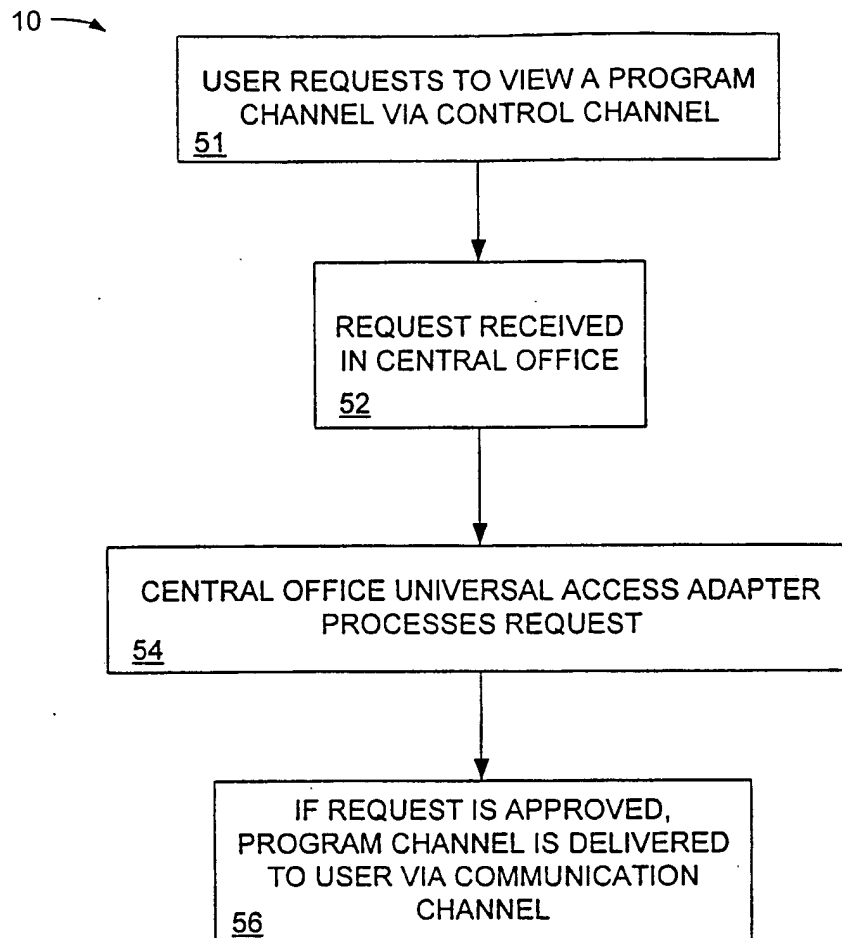 10
USER REQUESTS TO VIEW A PROGRAM
CHANNEL VIA CONTROL CHANNEL
51
REQUEST RECEIVED
IN CENTRAL OFFICE
52
CENTRAL OFFICE UNIVERSAL ACCESS ADAPTER
PROCESSES REQUEST
54
IF REQUEST IS APPROVED,
PROGRAM CHANNEL IS DELIVERED
TO USER VIA COMMUNICATION
CHANNEL
56